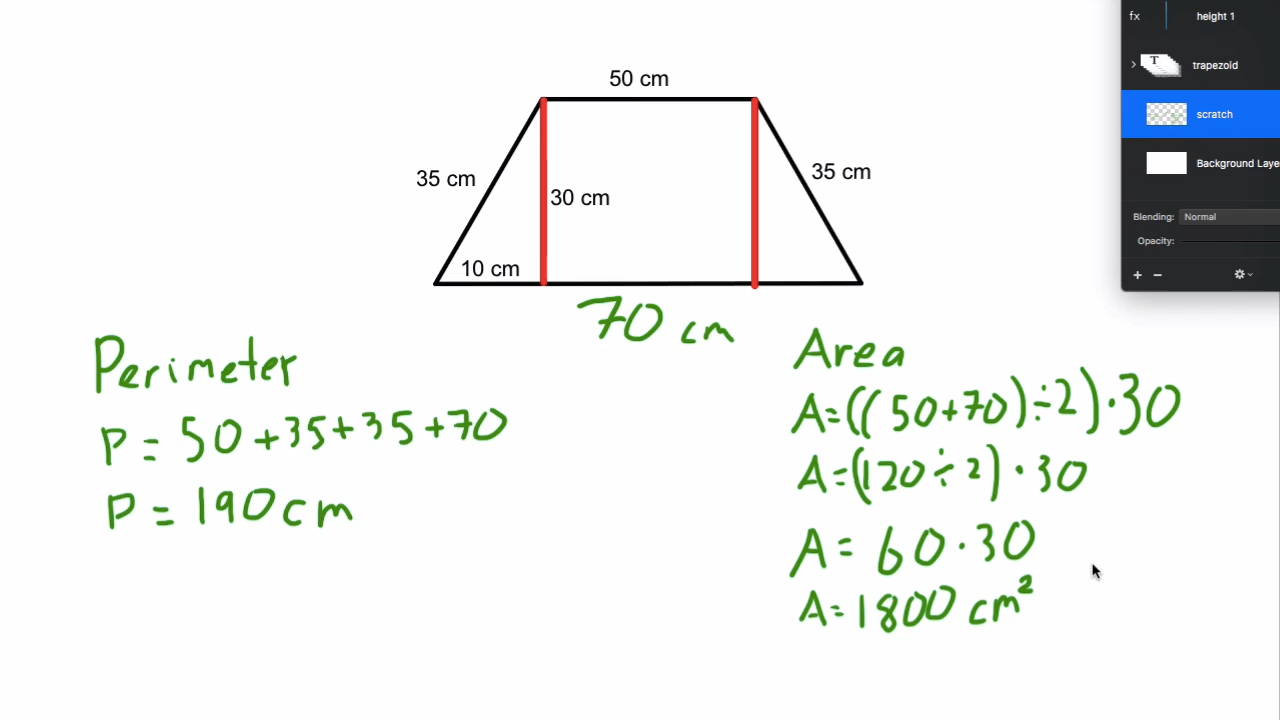 fx height 1
50 cm
trapezoid
scratch
35 cm
35 cm
30 cm
Background Laye
10 cm
Blending: Normal
Opacity:
+ −
70 cm
Perimeter
P = 50+35+35+70
P = 190cm
Area
A=((50+70)÷2)·30
A=(120÷2)·30
A= 60·30
A=1800 cm²